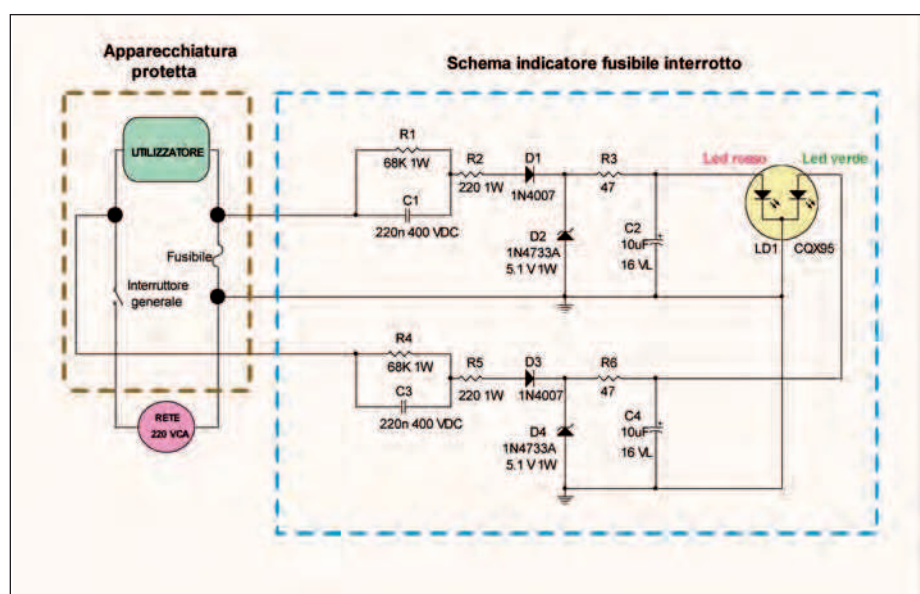 Apparecchiatura
protetta
Schema indicatore fusibile interrotto
UTILIZZATORE
Fusibile
Interruttore
generale
RETE
220 VCA
R1
68K 1W
C1
220n 400 VDC
R2
220 1W
D1
1N4007
R3
47
D2
1N4733A
5.1 V 1W
C2
10uF
16 VL
+
Led rosso
Led verde
LD1
CQX95
R4
68K 1W
C3
220n 400 VDC
R5
220 1W
D3
1N4007
R6
47
D4
1N4733A
5.1 V 1W
C4
10uF
16 VL
+